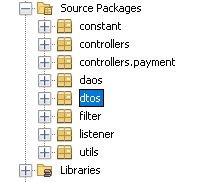 Source Packages
constant
controllers
controllers.payment
daos
dtos
filter
listener
utils
Libraries